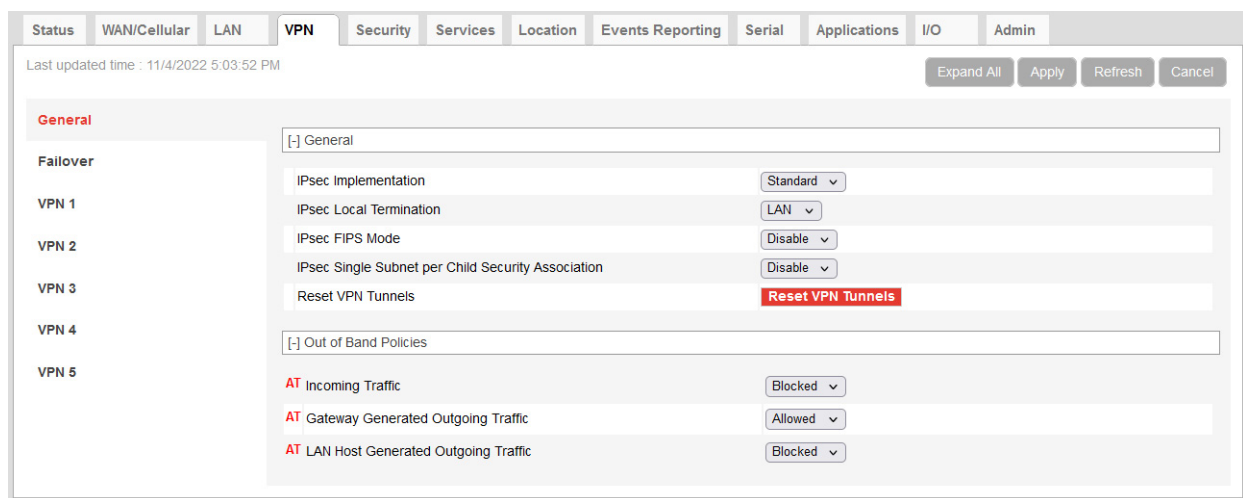 Status WAN/Cellular LAN VPN Security Services Location Events Reporting Serial Applications I/O Admin
Last updated time : 11/4/2022 5:03:52 PM
Expand All Apply Refresh Cancel
General
Failover
VPN 1
VPN 2
VPN 3
VPN 4
VPN 5
[-] General
IPsec Implementation Standard
IPsec Local Termination LAN
IPsec FIPS Mode Disable
IPsec Single Subnet per Child Security Association Disable
Reset VPN Tunnels Reset VPN Tunnels
[-] Out of Band Policies
AT Incoming Traffic Blocked
AT Gateway Generated Outgoing Traffic Allowed
AT LAN Host Generated Outgoing Traffic Blocked